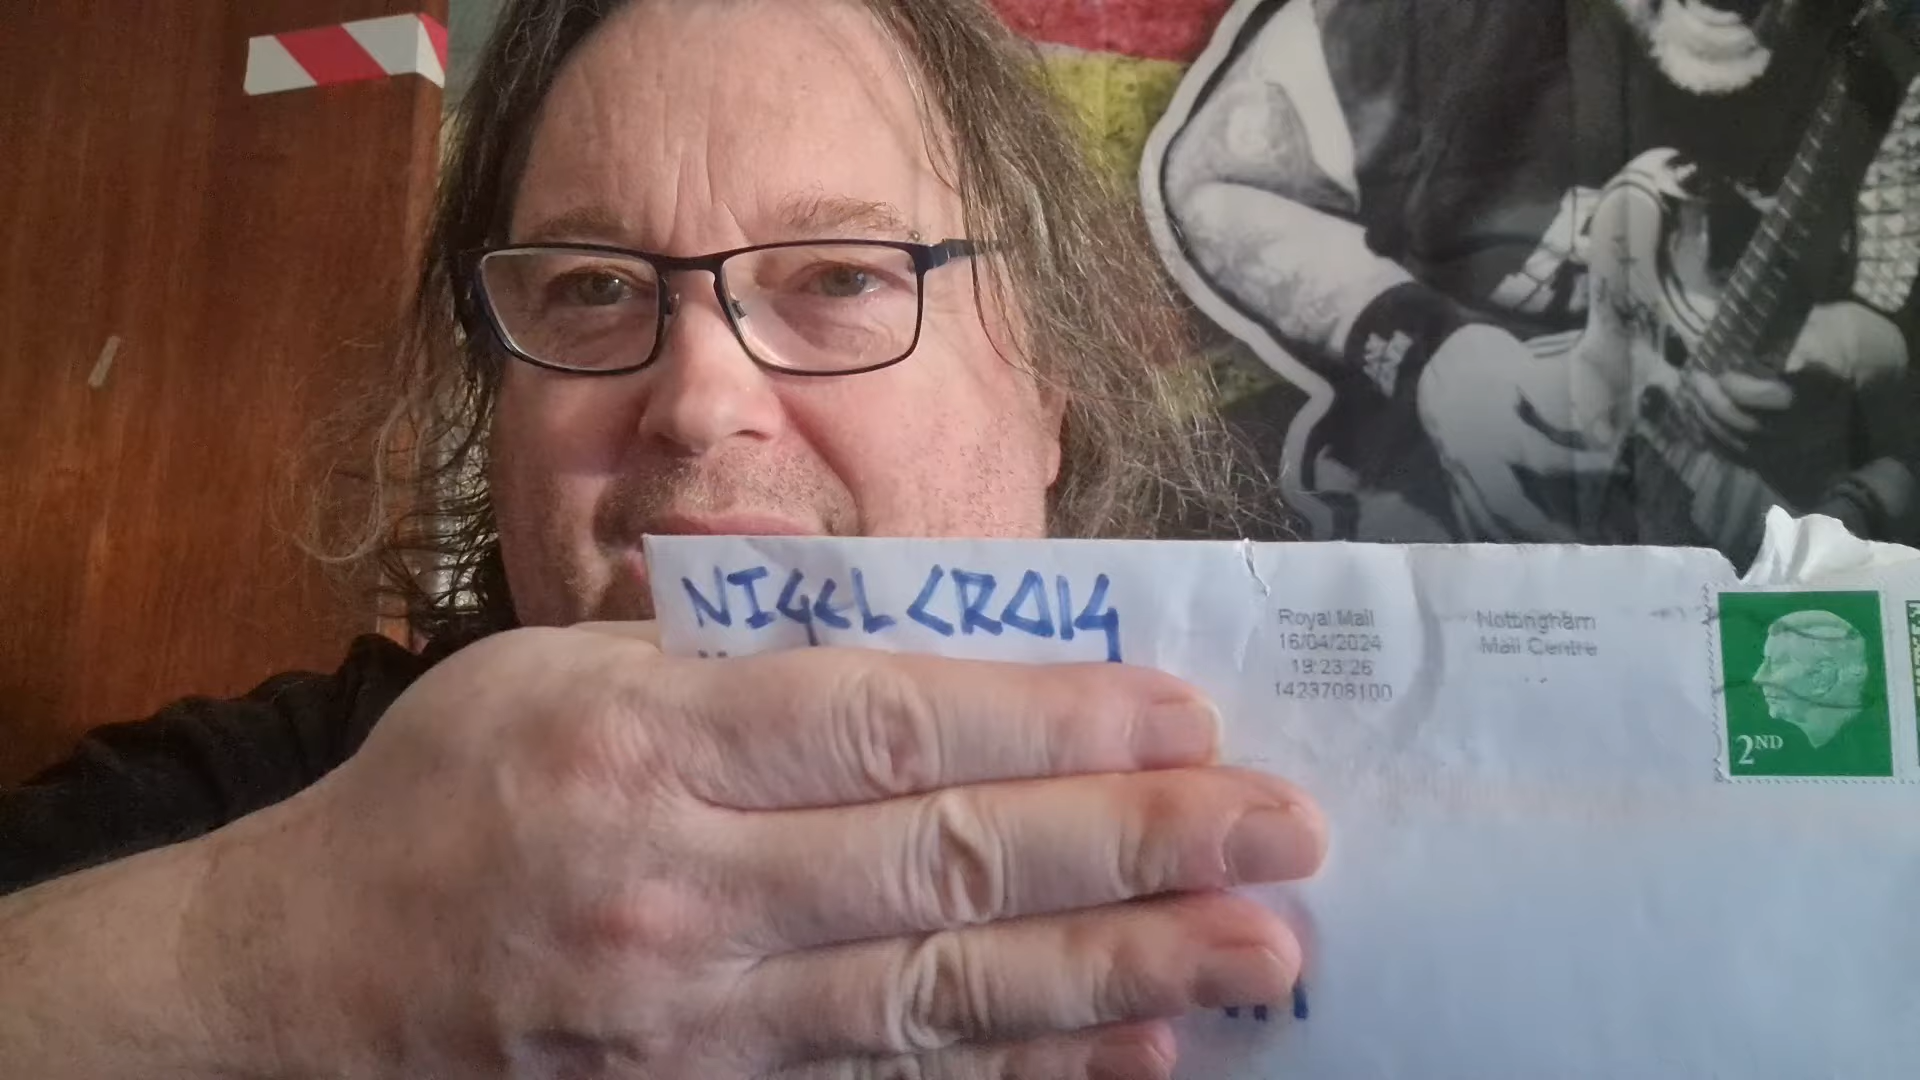 NIGEL CRAIG
Royal Mail
16/04/2024
19:23:26
1423708100
Nottingham
Mail Centre
2ND